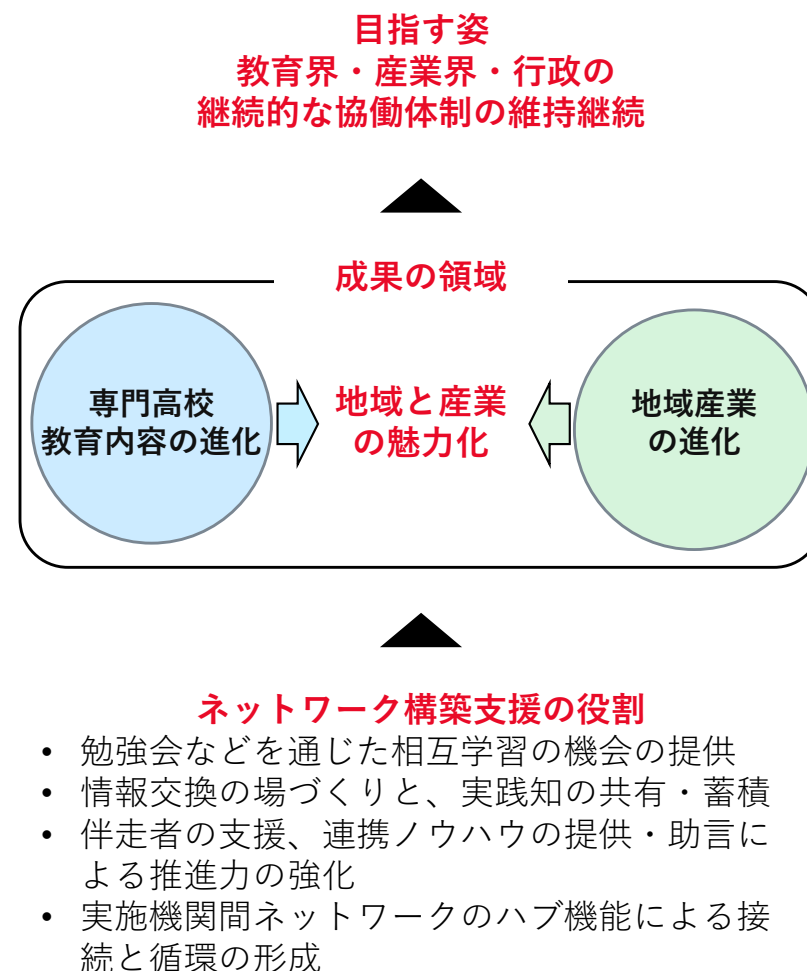 目指す姿
教育界・産業界・行政の
継続的な協働体制の維持継続
成果の領域
専門高校
教育内容の進化
地域と産業
の魅力化
地域産業
の進化
ネットワーク構築支援の役割
• 勉強会などを通じた相互学習の機会の提供
• 情報交換の場づくりと、実践知の共有・蓄積
• 伴走者の支援、連携ノウハウの提供・助言に
よる推進力の強化
• 実施機関間ネットワークのハブ機能による接
続と循環の形成